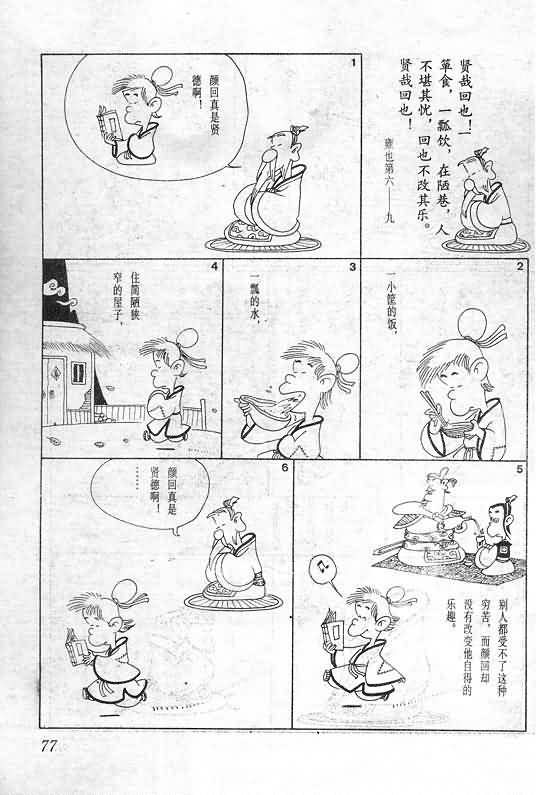 贤哉回也！一
箪食，一瓢饮，在陋巷，人
不堪其忧，回也不改其乐。
贤哉回也！
雍也第六——九
1
颜回真是贤
德啊！
2
一小筐的饭，
3
一瓢的水，
4
住简陋狭
窄的屋子，
5
别人都受不了这种
穷苦，而颜回却
没有改变他自得的
乐趣。
6
颜回真是
贤德啊！
……
77